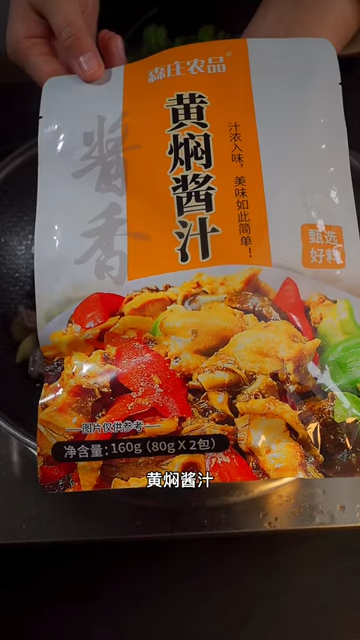 森庄农品®
黄焖酱汁
汁浓入味，美味如此简单！
酱香
甄选
好料
图片仅供参考
净含量：160g（80g×2包）
黄焖酱汁